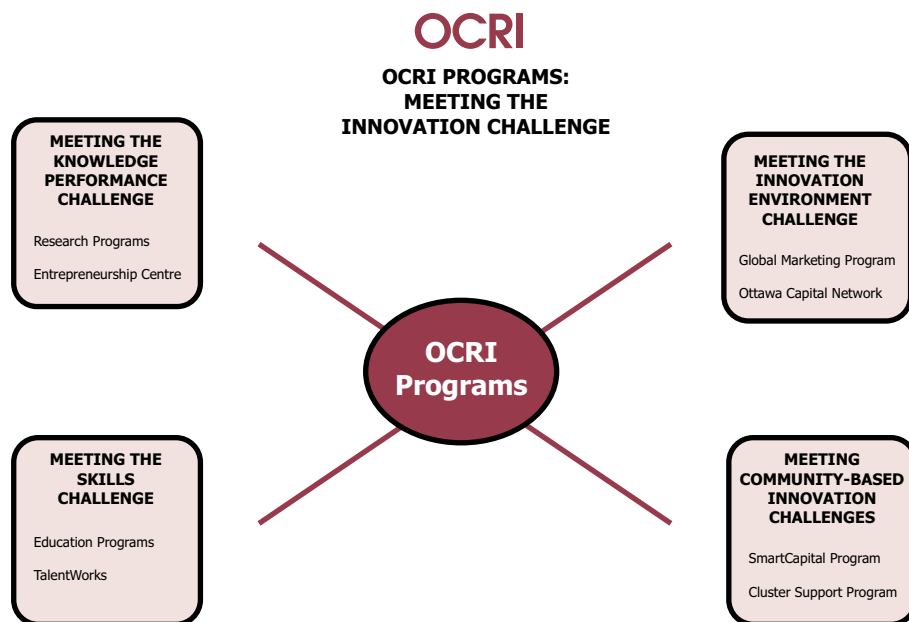 OCRI
OCRI PROGRAMS:
MEETING THE
INNOVATION CHALLENGE
MEETING THE
KNOWLEDGE
PERFORMANCE
CHALLENGE
Research Programs
Entrepreneurship Centre
MEETING THE
INNOVATION
ENVIRONMENT
CHALLENGE
Global Marketing Program
Ottawa Capital Network
OCRI
Programs
MEETING THE
SKILLS
CHALLENGE
Education Programs
TalentWorks
MEETING
COMMUNITY-BASED
INNOVATION
CHALLENGES
SmartCapital Program
Cluster Support Program